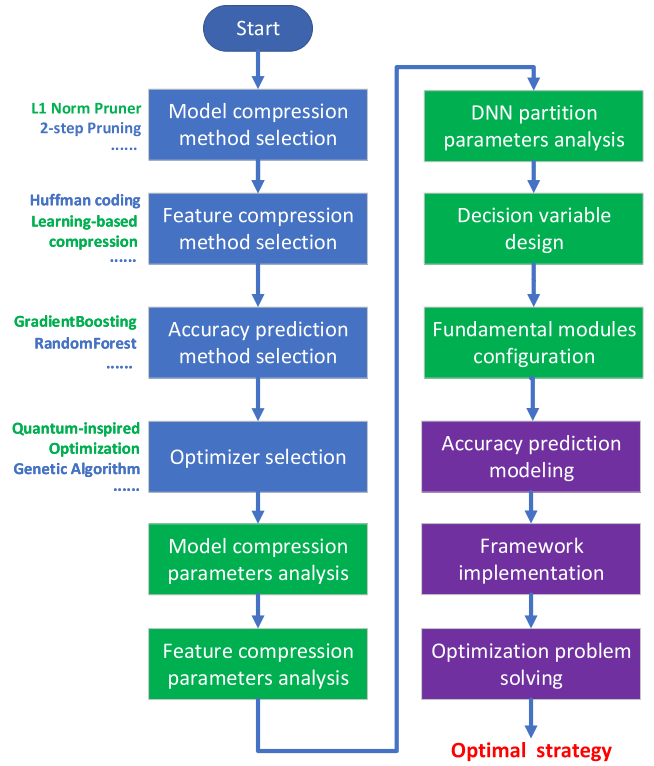 Start
L1 Norm Pruner
2-step Pruning
......
Model compression
method selection
Huffman coding
Learning-based
compression
......
Feature compression
method selection
GradientBoosting
RandomForest
......
Accuracy prediction
method selection
Quantum-inspired
Optimization
Genetic Algorithm
......
Optimizer selection
Model compression
parameters analysis
Feature compression
parameters analysis
DNN partition
parameters analysis
Decision variable
design
Fundamental modules
configuration
Accuracy prediction
modeling
Framework
implementation
Optimization problem
solving
Optimal strategy